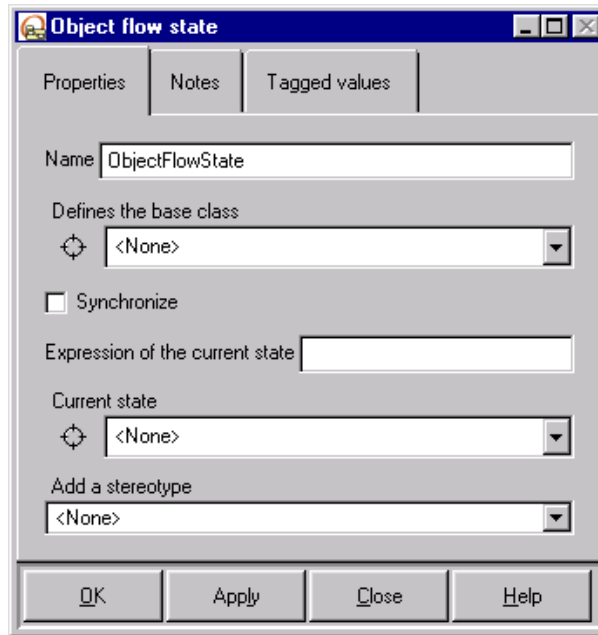 Object flow state
Properties Notes Tagged values
Name ObjectFlowState
Defines the base class
<None>
Synchronize
Expression of the current state
Current state
<None>
Add a stereotype
<None>
OK Apply Close Help